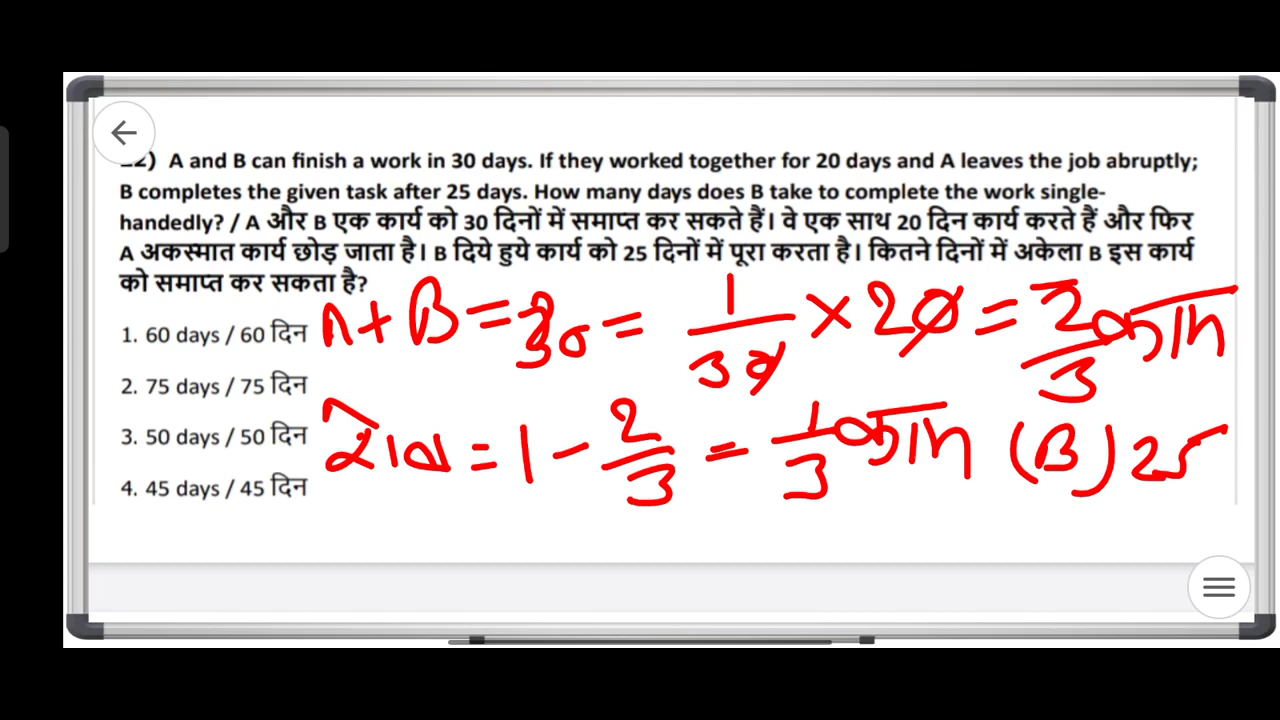 2) A and B can finish a work in 30 days. If they worked together for 20 days and A leaves the job abruptly;
B completes the given task after 25 days. How many days does B take to complete the work single-
handedly? / A और B एक कार्य को 30 दिनों में समाप्त कर सकते हैं। वे एक साथ 20 दिन कार्य करते हैं और फिर
A अकस्मात कार्य छोड़ जाता है। B दिये हुये कार्य को 25 दिनों में पूरा करता है। कितने दिनों में अकेला B इस कार्य
को समाप्त कर सकता है?
1. 60 days / 60 दिन
A+B = 30 = 1/30 × 20 = 2/3 काम
2. 75 days / 75 दिन
3. 50 days / 50 दिन
= 1 - 2/3 = 1/3 काम (B) 25
4. 45 days / 45 दिन